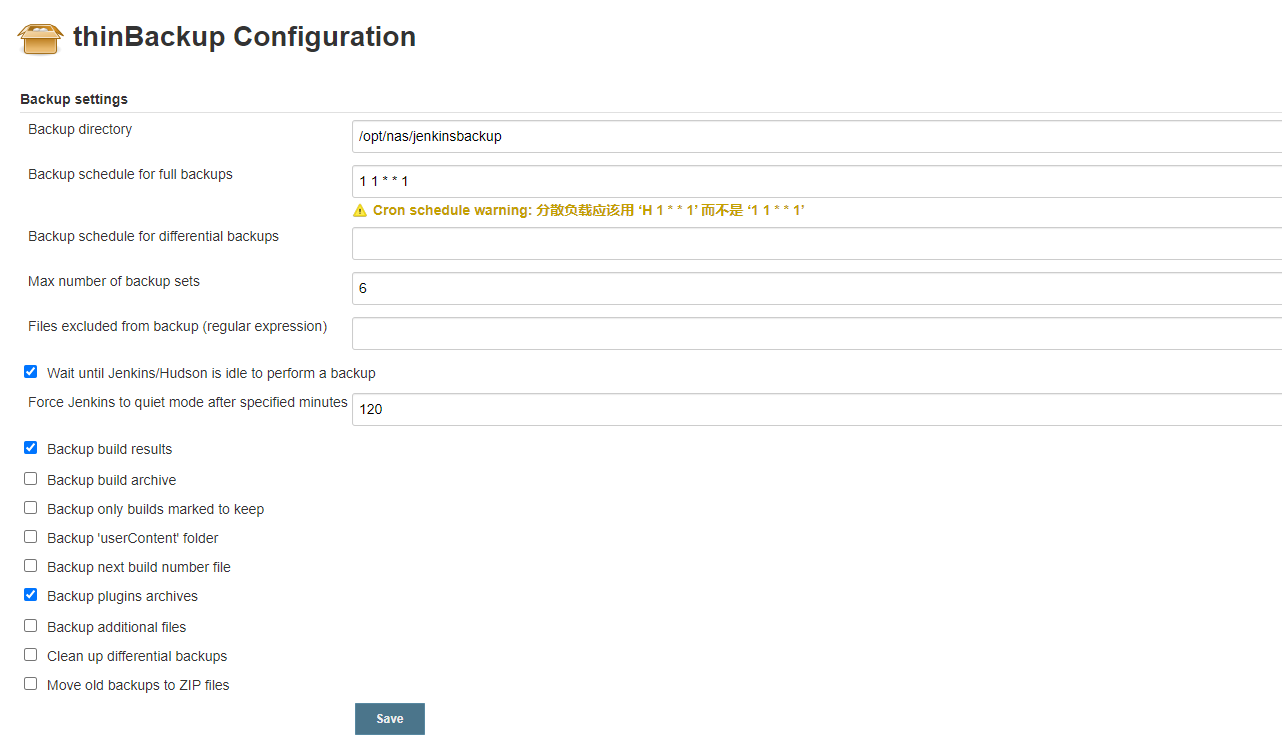 thinBackup Configuration
Backup settings
Backup directory
/opt/nas/jenkinsbackup
Backup schedule for full backups
1 1 * * 1
Cron schedule warning: 分散负载应该用 ‘H 1 * * 1’ 而不是 ‘1 1 * * 1’
Backup schedule for differential backups
Max number of backup sets
6
Files excluded from backup (regular expression)
Wait until Jenkins/Hudson is idle to perform a backup
Force Jenkins to quiet mode after specified minutes
120
Backup build results
Backup build archive
Backup only builds marked to keep
Backup 'userContent' folder
Backup next build number file
Backup plugins archives
Backup additional files
Clean up differential backups
Move old backups to ZIP files
Save